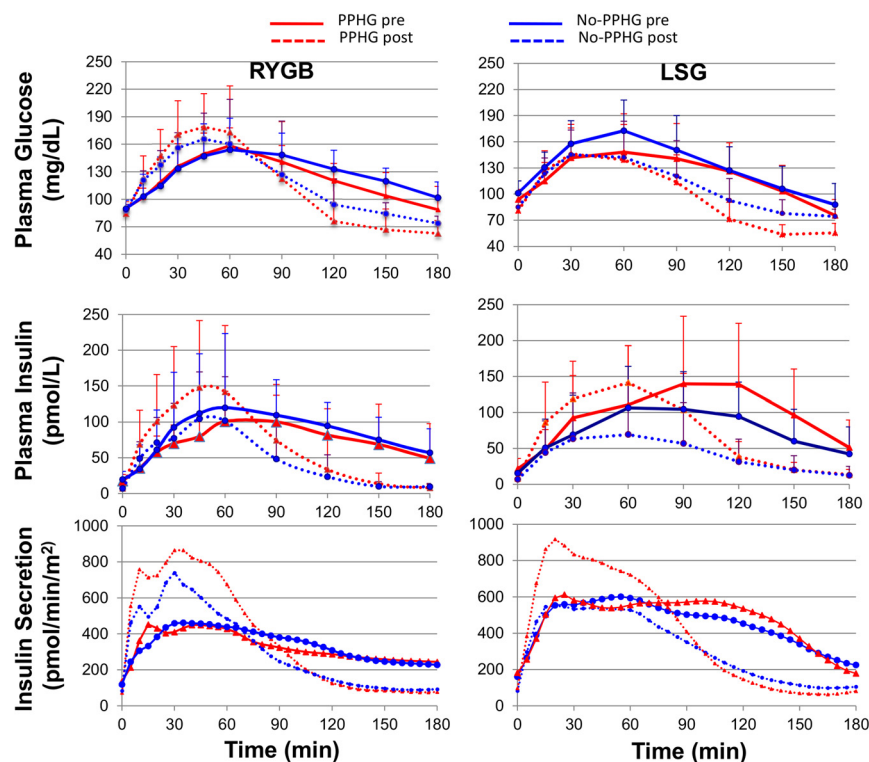 PPHG pre
No-PPHG pre
PPHG post
No-PPHG post
RYGB
LSG
Plasma Glucose
(mg/dL)
250
220
190
160
130
100
70
40
0 30 60 90 120 150 180
250
220
190
160
130
100
70
40
0 30 60 90 120 150 180
Plasma Insulin
(pmol/L)
250
200
150
100
50
0
0 30 60 90 120 150 180
250
200
150
100
50
0
0 30 60 90 120 150 180
Insulin Secretion
(pmol/min/m²)
1000
800
600
400
200
0
0 30 60 90 120 150 180
Time (min)
1000
800
600
400
200
0
0 30 60 90 120 150 180
Time (min)